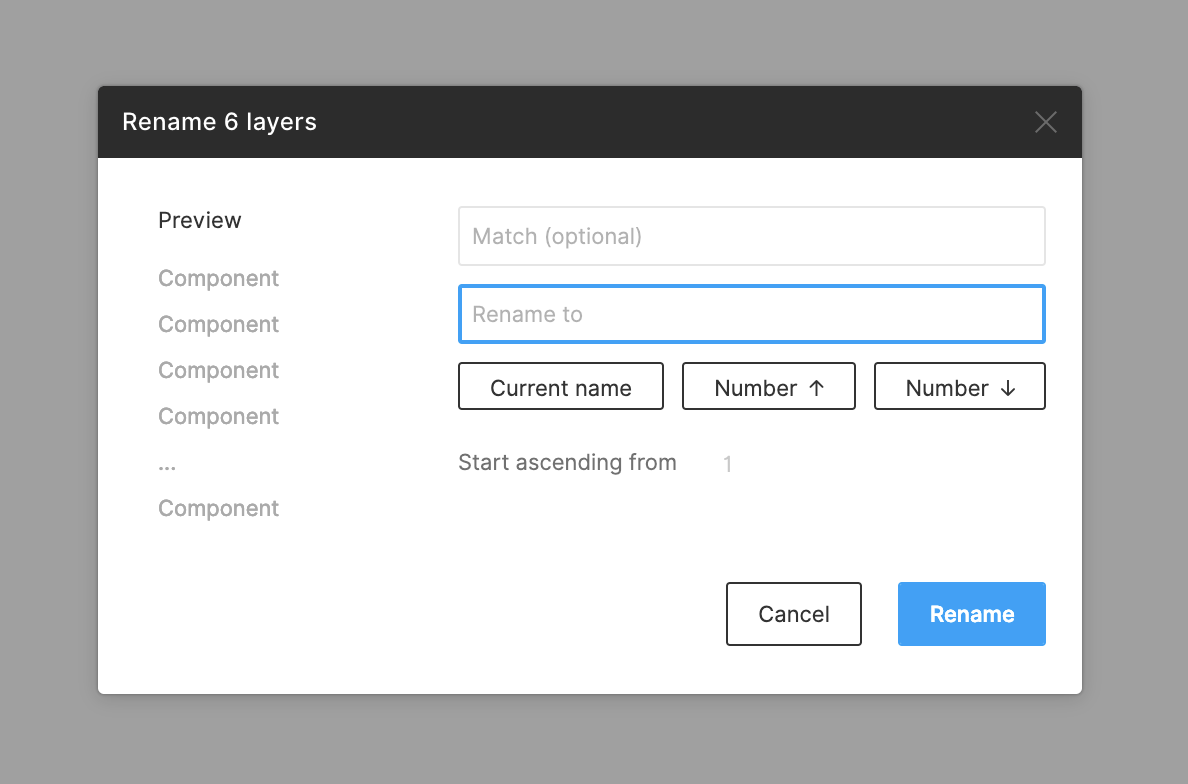 Rename 6 layers
Preview
Component
Component
Component
Component
...
Component
Match (optional)
Rename to
Current name
Number ↑
Number ↓
Start ascending from 1
Cancel
Rename